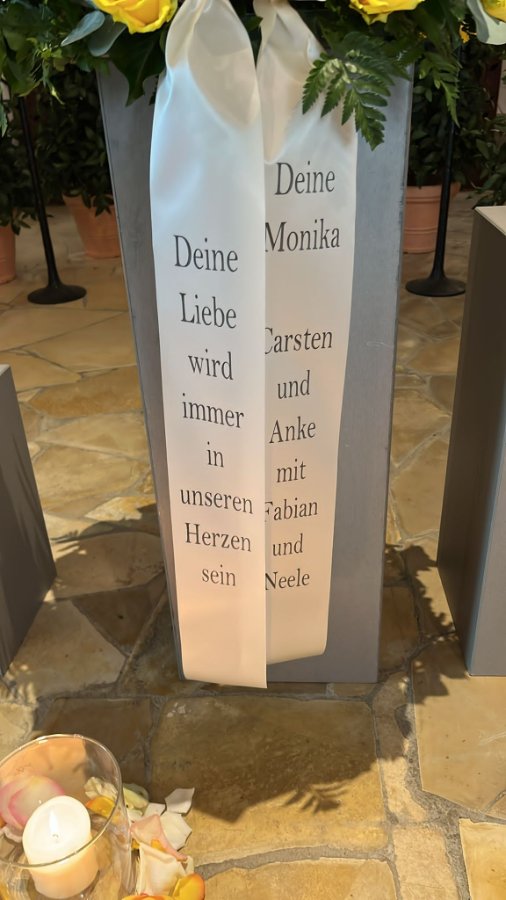 Deine
Liebe
wird
immer
in
unseren
Herzen
sein
Deine
Monika
Carsten
und
Anke
mit
Fabian
und
Neele